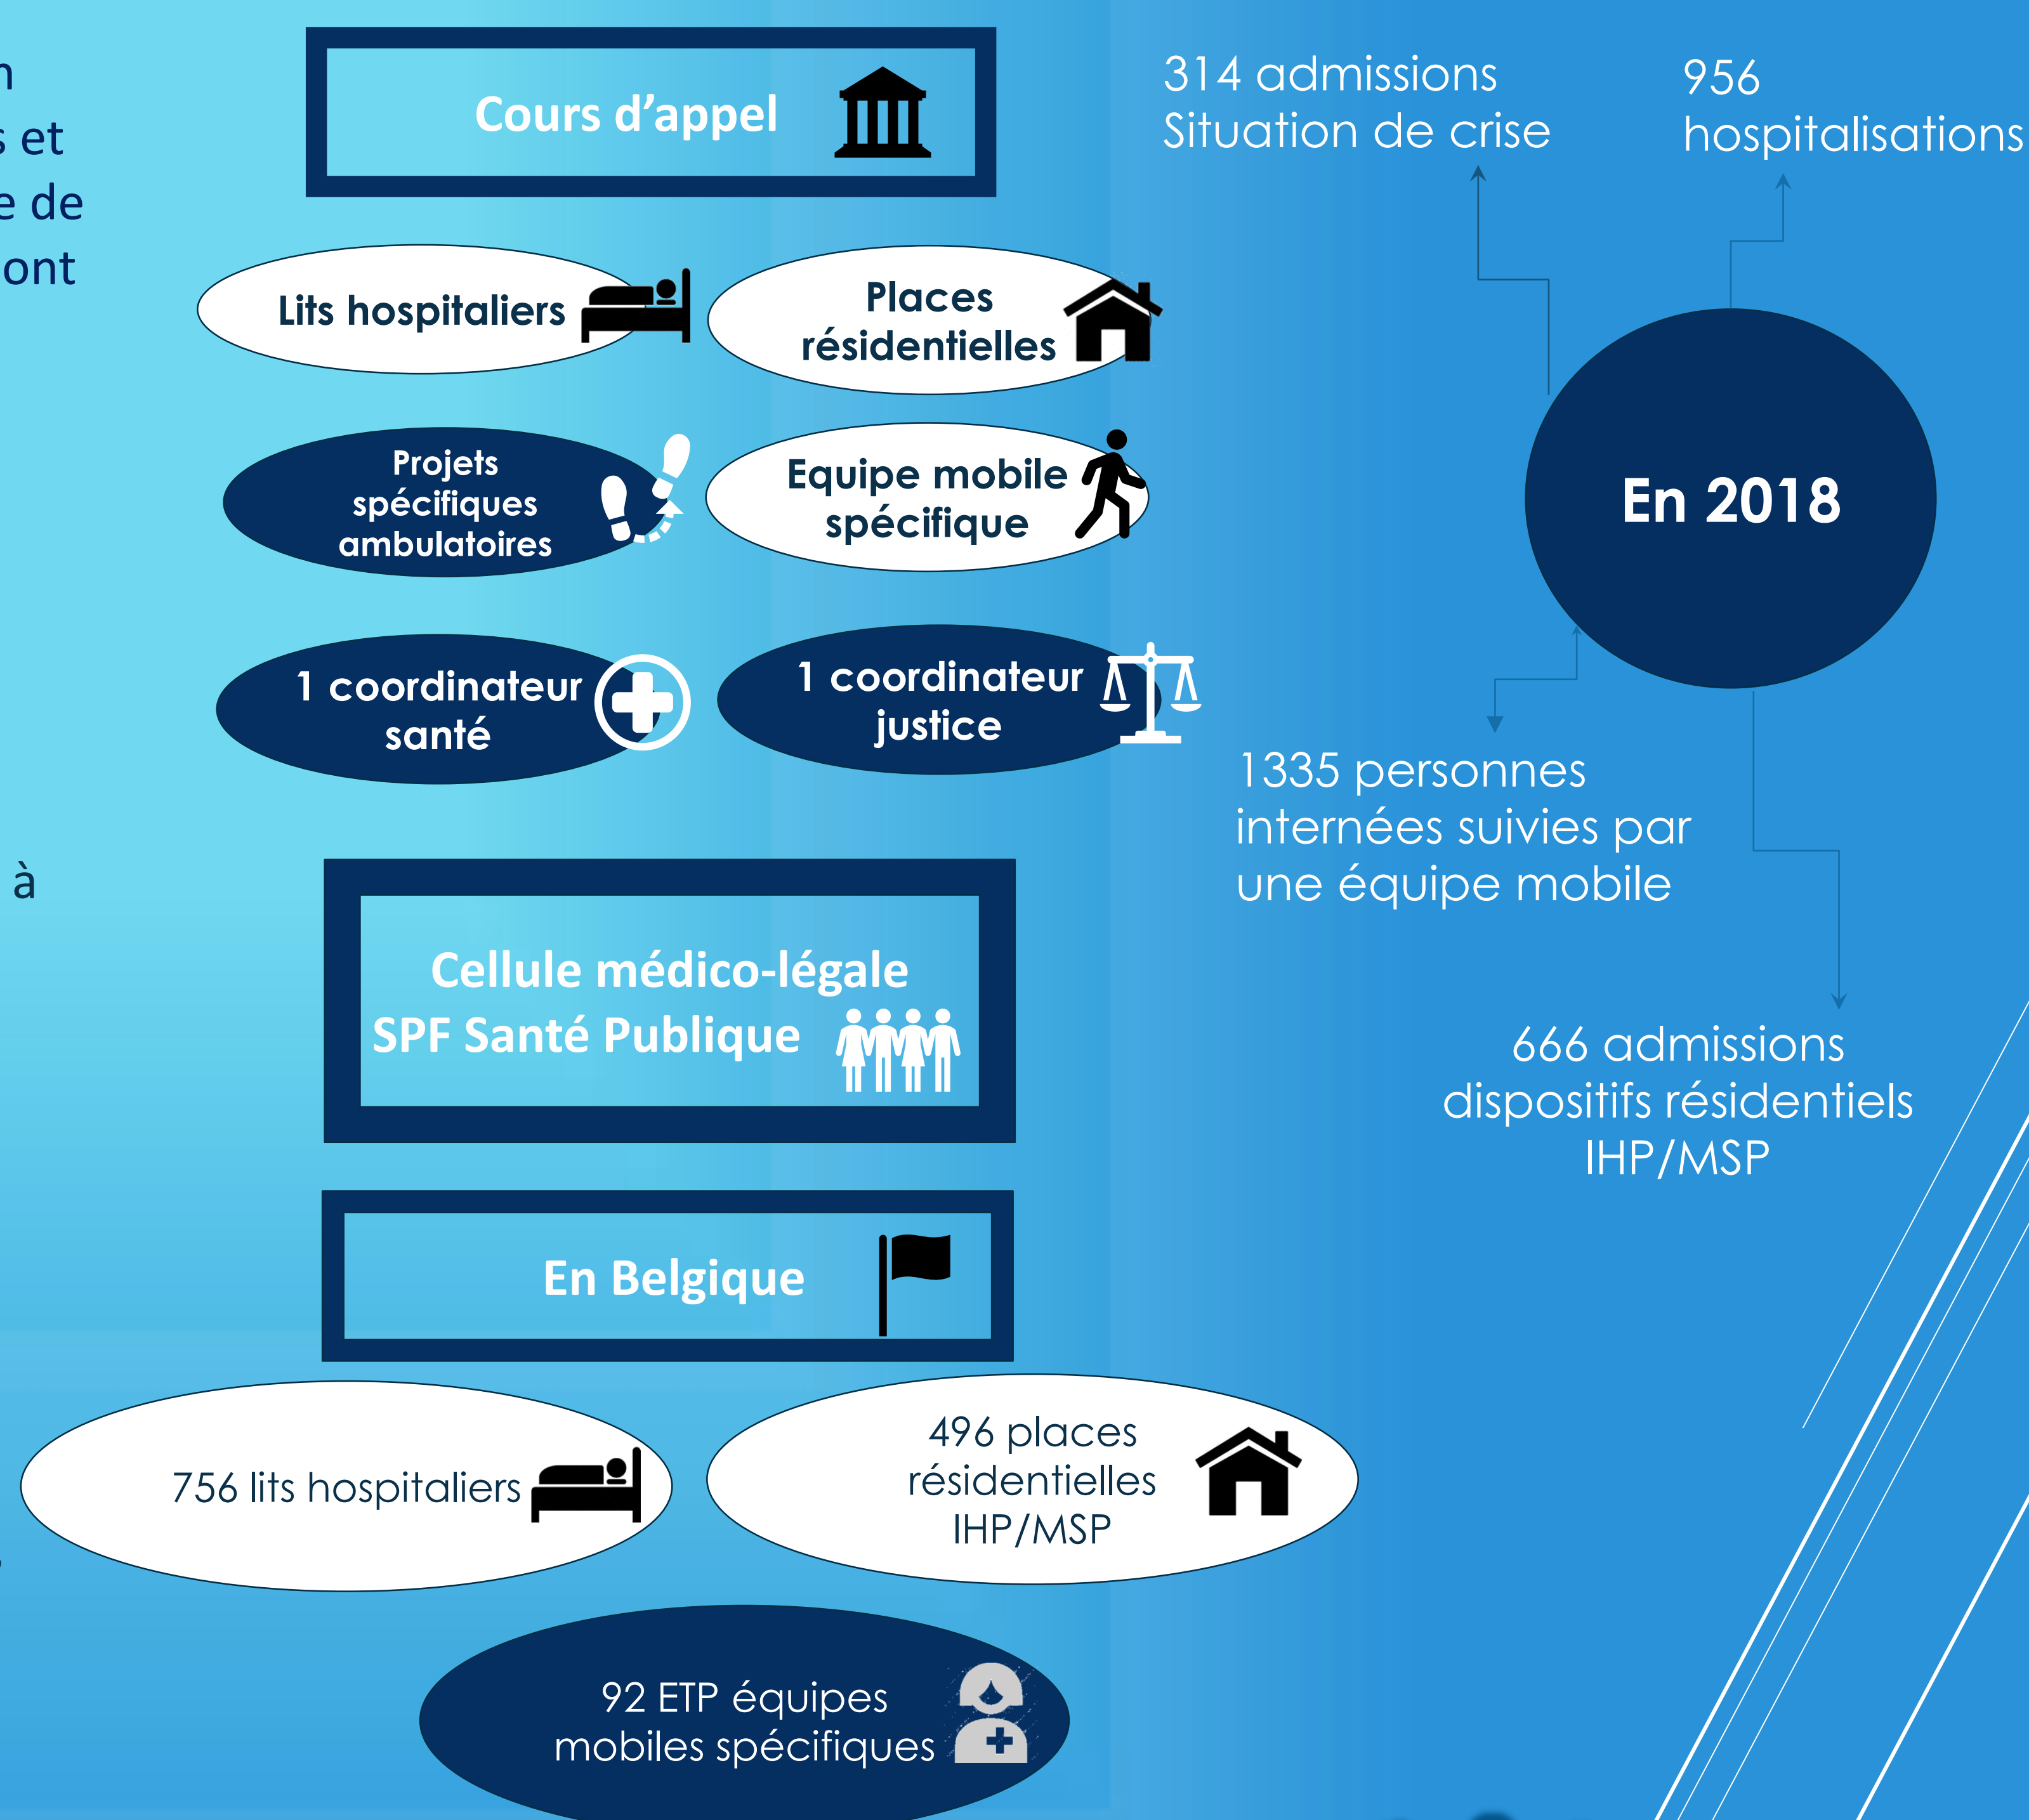 s et
e de
ont
à
Cours d’appel
Lits hospitaliers
Places
résidentielles
Projets
spécifiques
ambulatoires
Equipe mobile
spécifique
1 coordinateur
santé
1 coordinateur
justice
Cellule médico-légale
SPF Santé Publique
En Belgique
756 lits hospitaliers
496 places
résidentielles
IHP/MSP
92 ETP équipes
mobiles spécifiques
314 admissions
Situation de crise
956
hospitalisations
En 2018
1335 personnes
internées suivies par
une équipe mobile
666 admissions
dispositifs résidentiels
IHP/MSP